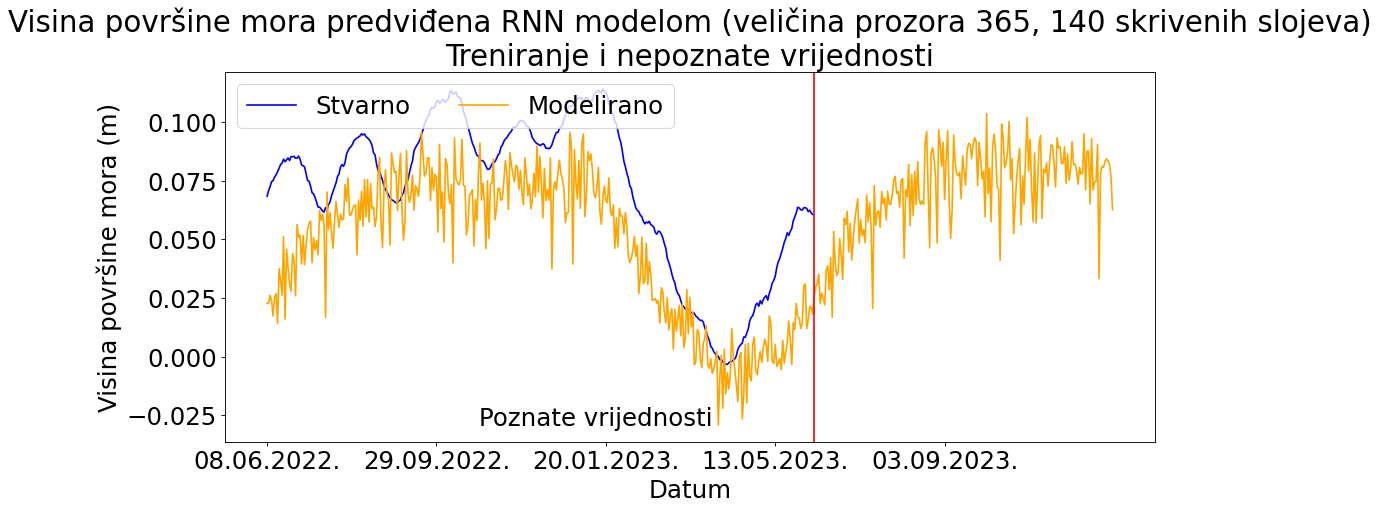 Visina površine mora predviđena RNN modelom (veličina prozora 365, 140 skrivenih slojeva)
Treniranje i nepoznate vrijednosti
Stvarno
Modelirano
Visina površine mora (m)
0.100
0.075
0.050
0.025
0.000
−0.025
Poznate vrijednosti
08.06.2022.
29.09.2022.
20.01.2023.
13.05.2023.
03.09.2023.
Datum